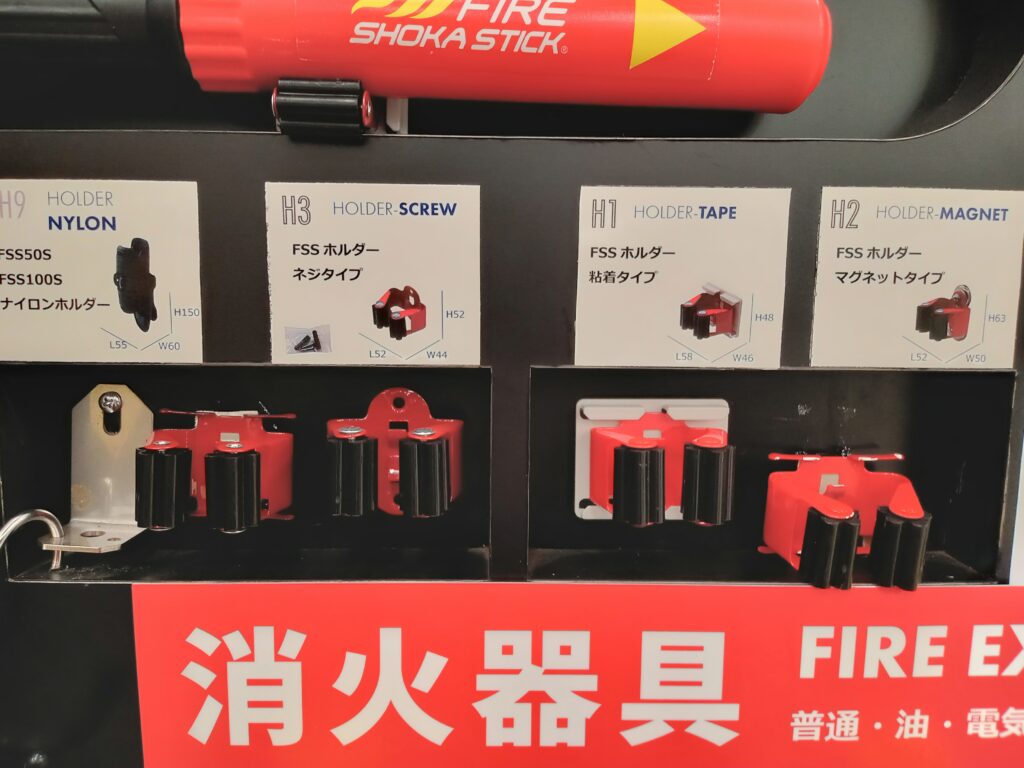 FIRE
SHOKA STICK®
H9 HOLDER
NYLON
FSS50S
FSS100S
ナイロンホルダー
H150
L55 W60
H3 HOLDER-SCREW
FSS ホルダー
ネジタイプ
H52
L52 W44
H1 HOLDER-TAPE
FSS ホルダー
粘着タイプ
H48
L58 W46
H2 HOLDER-MAGNET
FSS ホルダー
マグネットタイプ
H63
L52 W50
消火器具
FIRE EX
普通・油・電気